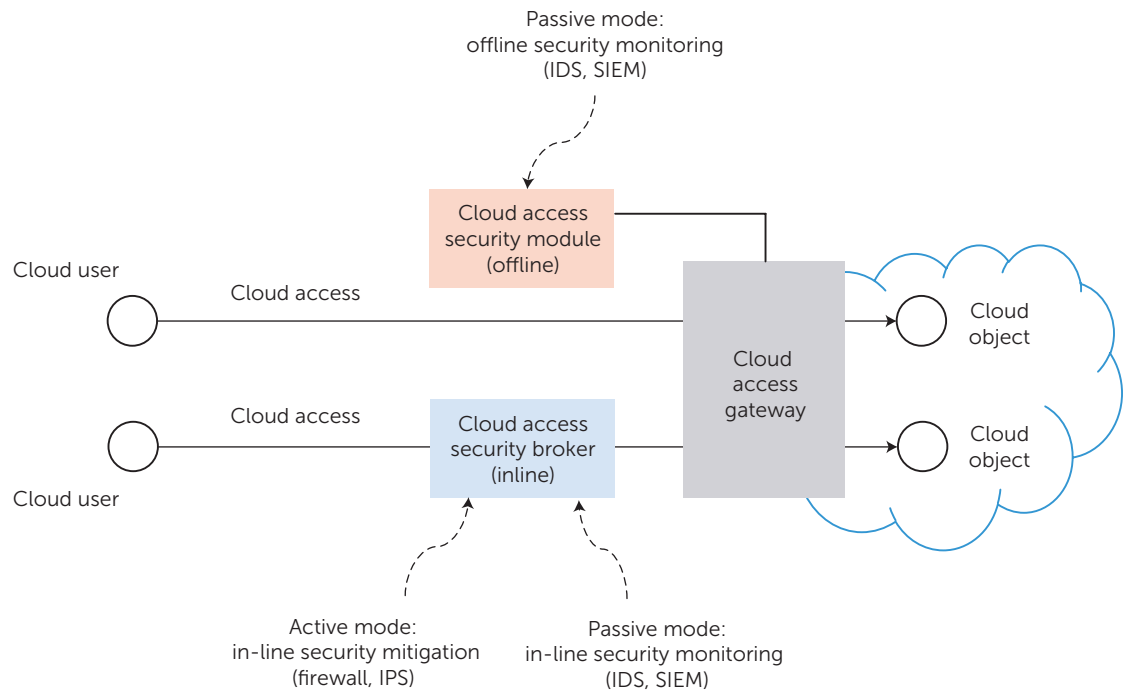 Passive mode:
offline security monitoring
(IDS, SIEM)
Cloud access
security module
(offline)
Cloud user
Cloud access
Cloud
object
Cloud
access
gateway
Cloud access
Cloud access
security broker
(inline)
Cloud
object
Cloud user
Active mode:
in-line security mitigation
(firewall, IPS)
Passive mode:
in-line security monitoring
(IDS, SIEM)